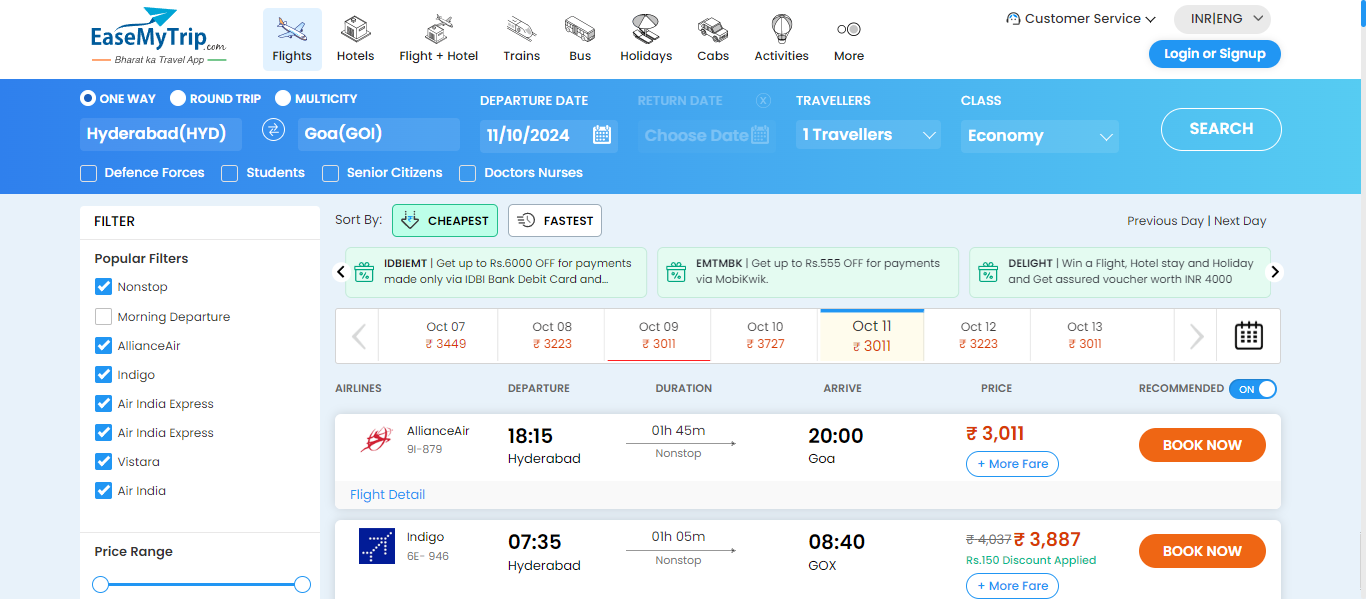 EaseMyTrip.com
Bharat ka Travel App
Flights
Hotels
Flight + Hotel
Trains
Bus
Holidays
Cabs
Activities
More
Customer Service
INR|ENG
Login or Signup
ONE WAY
ROUND TRIP
MULTICITY
DEPARTURE DATE
RETURN DATE
TRAVELLERS
CLASS
Hyderabad(HYD)
Goa(GOI)
11/10/2024
Choose Date
1 Travellers
Economy
SEARCH
Defence Forces
Students
Senior Citizens
Doctors Nurses
FILTER
Popular Filters
Nonstop
Morning Departure
AllianceAir
Indigo
Air India Express
Air India Express
Vistara
Air India
Price Range
Sort By:
CHEAPEST
FASTEST
Previous Day | Next Day
IDBIEMT | Get up to Rs.6000 OFF for payments
made only via IDBI Bank Debit Card and...
EMTMBK | Get up to Rs.555 OFF for payments
via MobiKwik.
DELIGHT | Win a Flight, Hotel stay and Holiday
and Get assured voucher worth INR 4000
Oct 07
₹ 3449
Oct 08
₹ 3223
Oct 09
₹ 3011
Oct 10
₹ 3727
Oct 11
₹ 3011
Oct 12
₹ 3223
Oct 13
₹ 3011
AIRLINES
DEPARTURE
DURATION
ARRIVE
PRICE
RECOMMENDED
ON
AllianceAir
9I-879
18:15
Hyderabad
01h 45m
Nonstop
20:00
Goa
₹ 3,011
+ More Fare
BOOK NOW
Flight Detail
Indigo
6E- 946
07:35
Hyderabad
01h 05m
Nonstop
08:40
GOX
₹ 4,037 ₹ 3,887
Rs.150 Discount Applied
+ More Fare
BOOK NOW